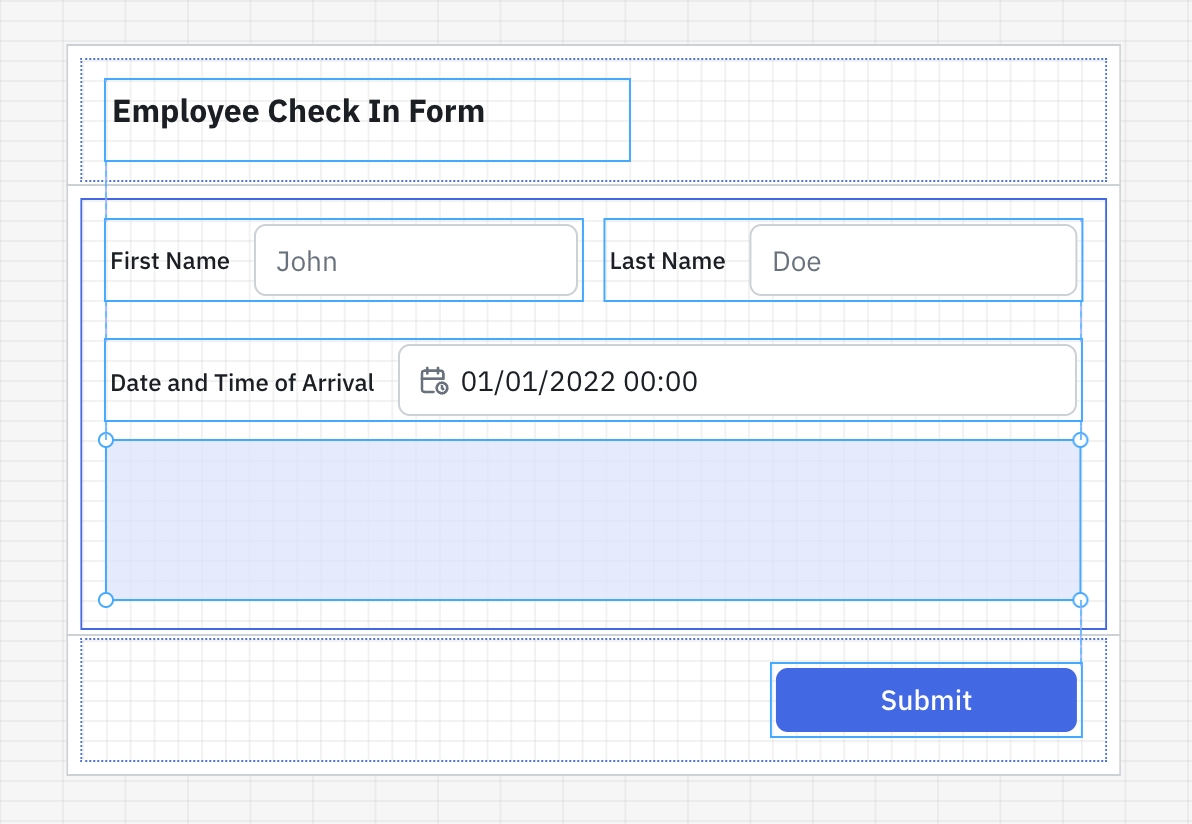 Employee Check In Form
First Name John Last Name Doe
Date and Time of Arrival 01/01/2022 00:00
Submit